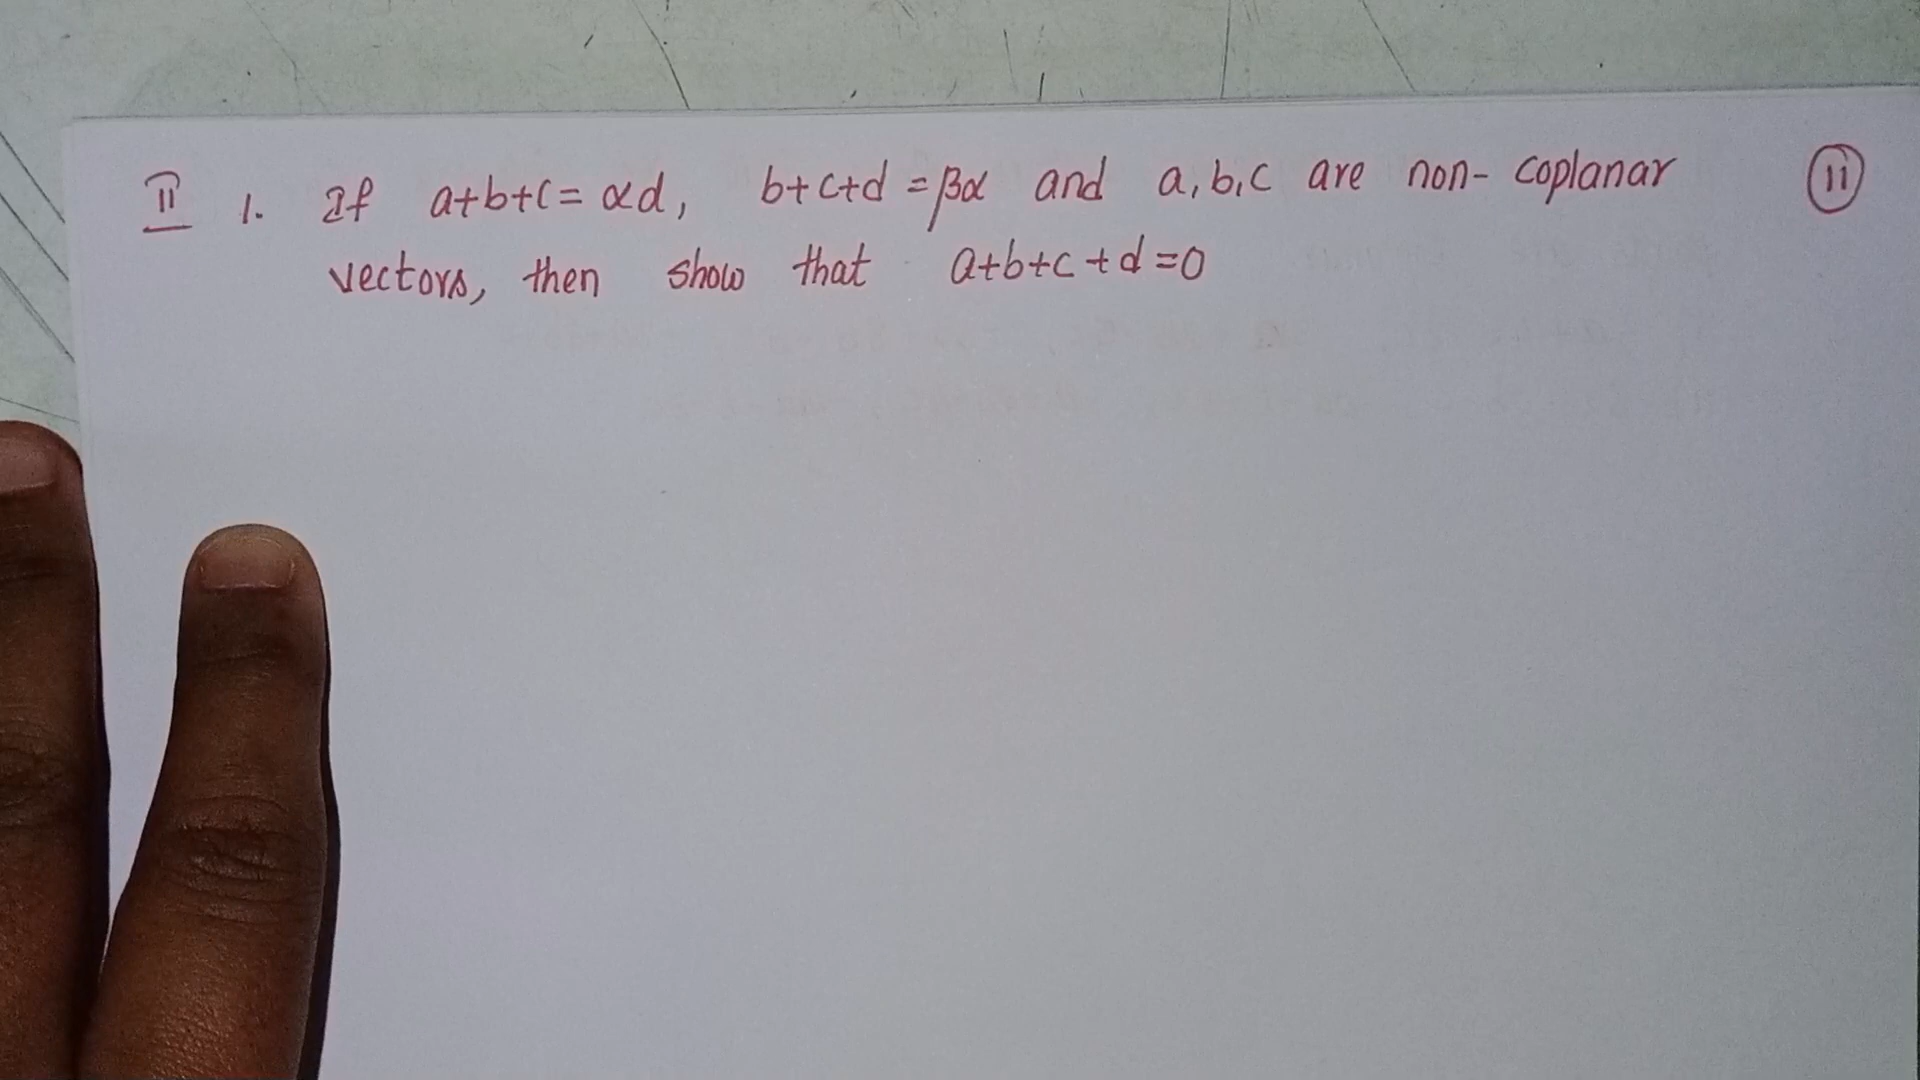 II 1. If a+b+c= αd, b+c+d =βα and a,b,c are non- coplanar 11
vectors, then show that a+b+c+d=0